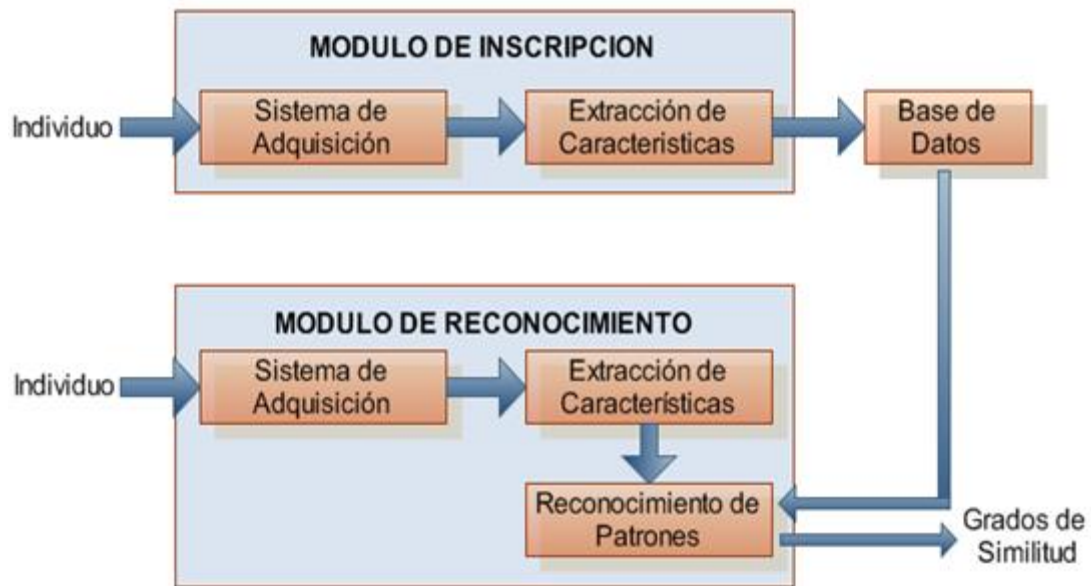 MODULO DE INSCRIPCION
Individuo
Sistema de
Adquisición
Extracción de
Caracteristicas
Base de
Datos
MODULO DE RECONOCIMIENTO
Individuo
Sistema de
Adquisición
Extracción de
Características
Reconocimiento de
Patrones
Grados de
Similitud